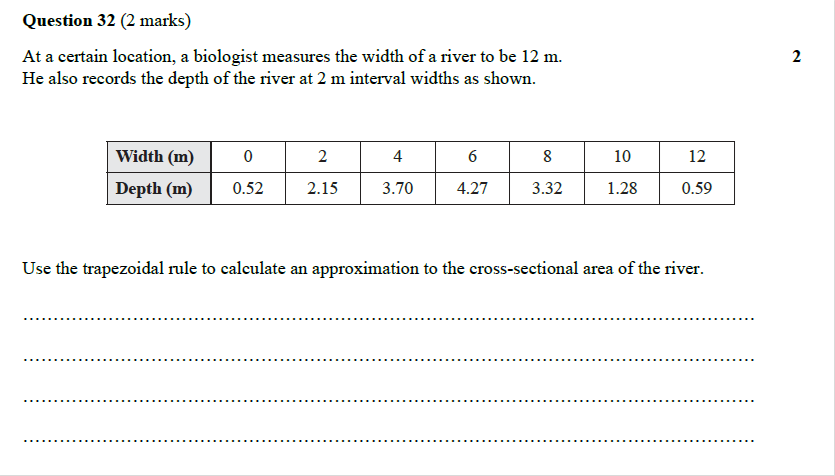 Question 32 (2 marks)
At a certain location, a biologist measures the width of a river to be 12 m. 2
He also records the depth of the river at 2 m interval widths as shown.
Width (m) 0 2 4 6 8 10 12
Depth (m) 0.52 2.15 3.70 4.27 3.32 1.28 0.59
Use the trapezoidal rule to calculate an approximation to the cross-sectional area of the river.